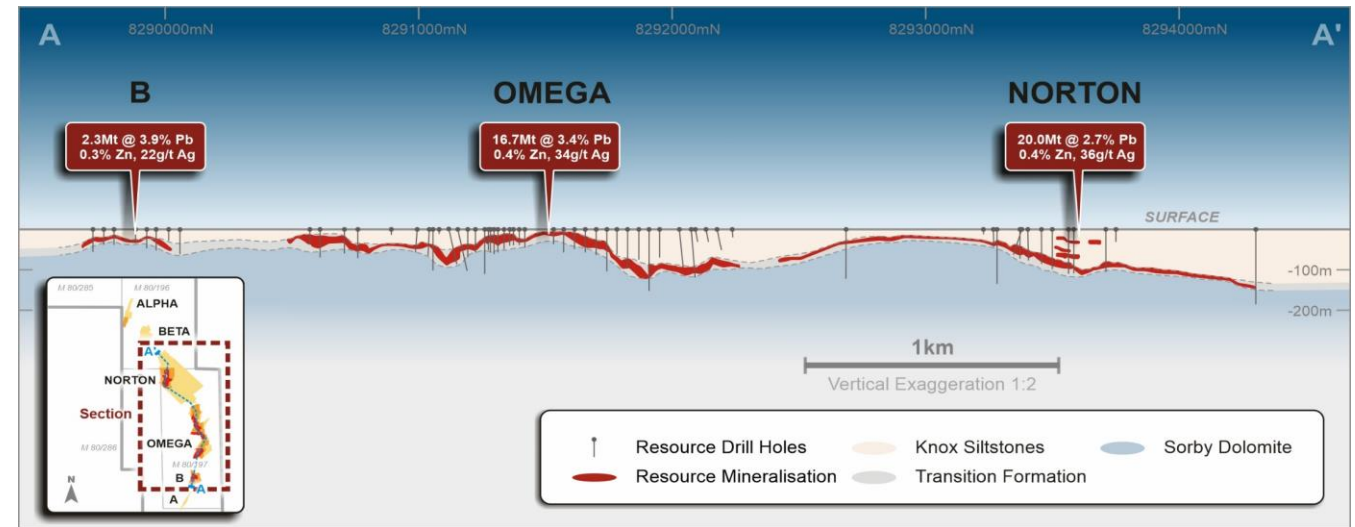 A
8290000mN
8291000mN
8292000mN
8293000mN
8294000mN
A'
B
OMEGA
NORTON
2.3Mt @ 3.9% Pb
0.3% Zn, 22g/t Ag
16.7Mt @ 3.4% Pb
0.4% Zn, 34g/t Ag
20.0Mt @ 2.7% Pb
0.4% Zn, 36g/t Ag
SURFACE
-100m
-200m
M 80/285
M 80/196
ALPHA
BETA
A'
NORTON
Section
OMEGA
M 80/286
M 80/197
B
A
A
N
1km
Vertical Exaggeration 1:2
Resource Drill Holes
Knox Siltstones
Sorby Dolomite
Resource Mineralisation
Transition Formation